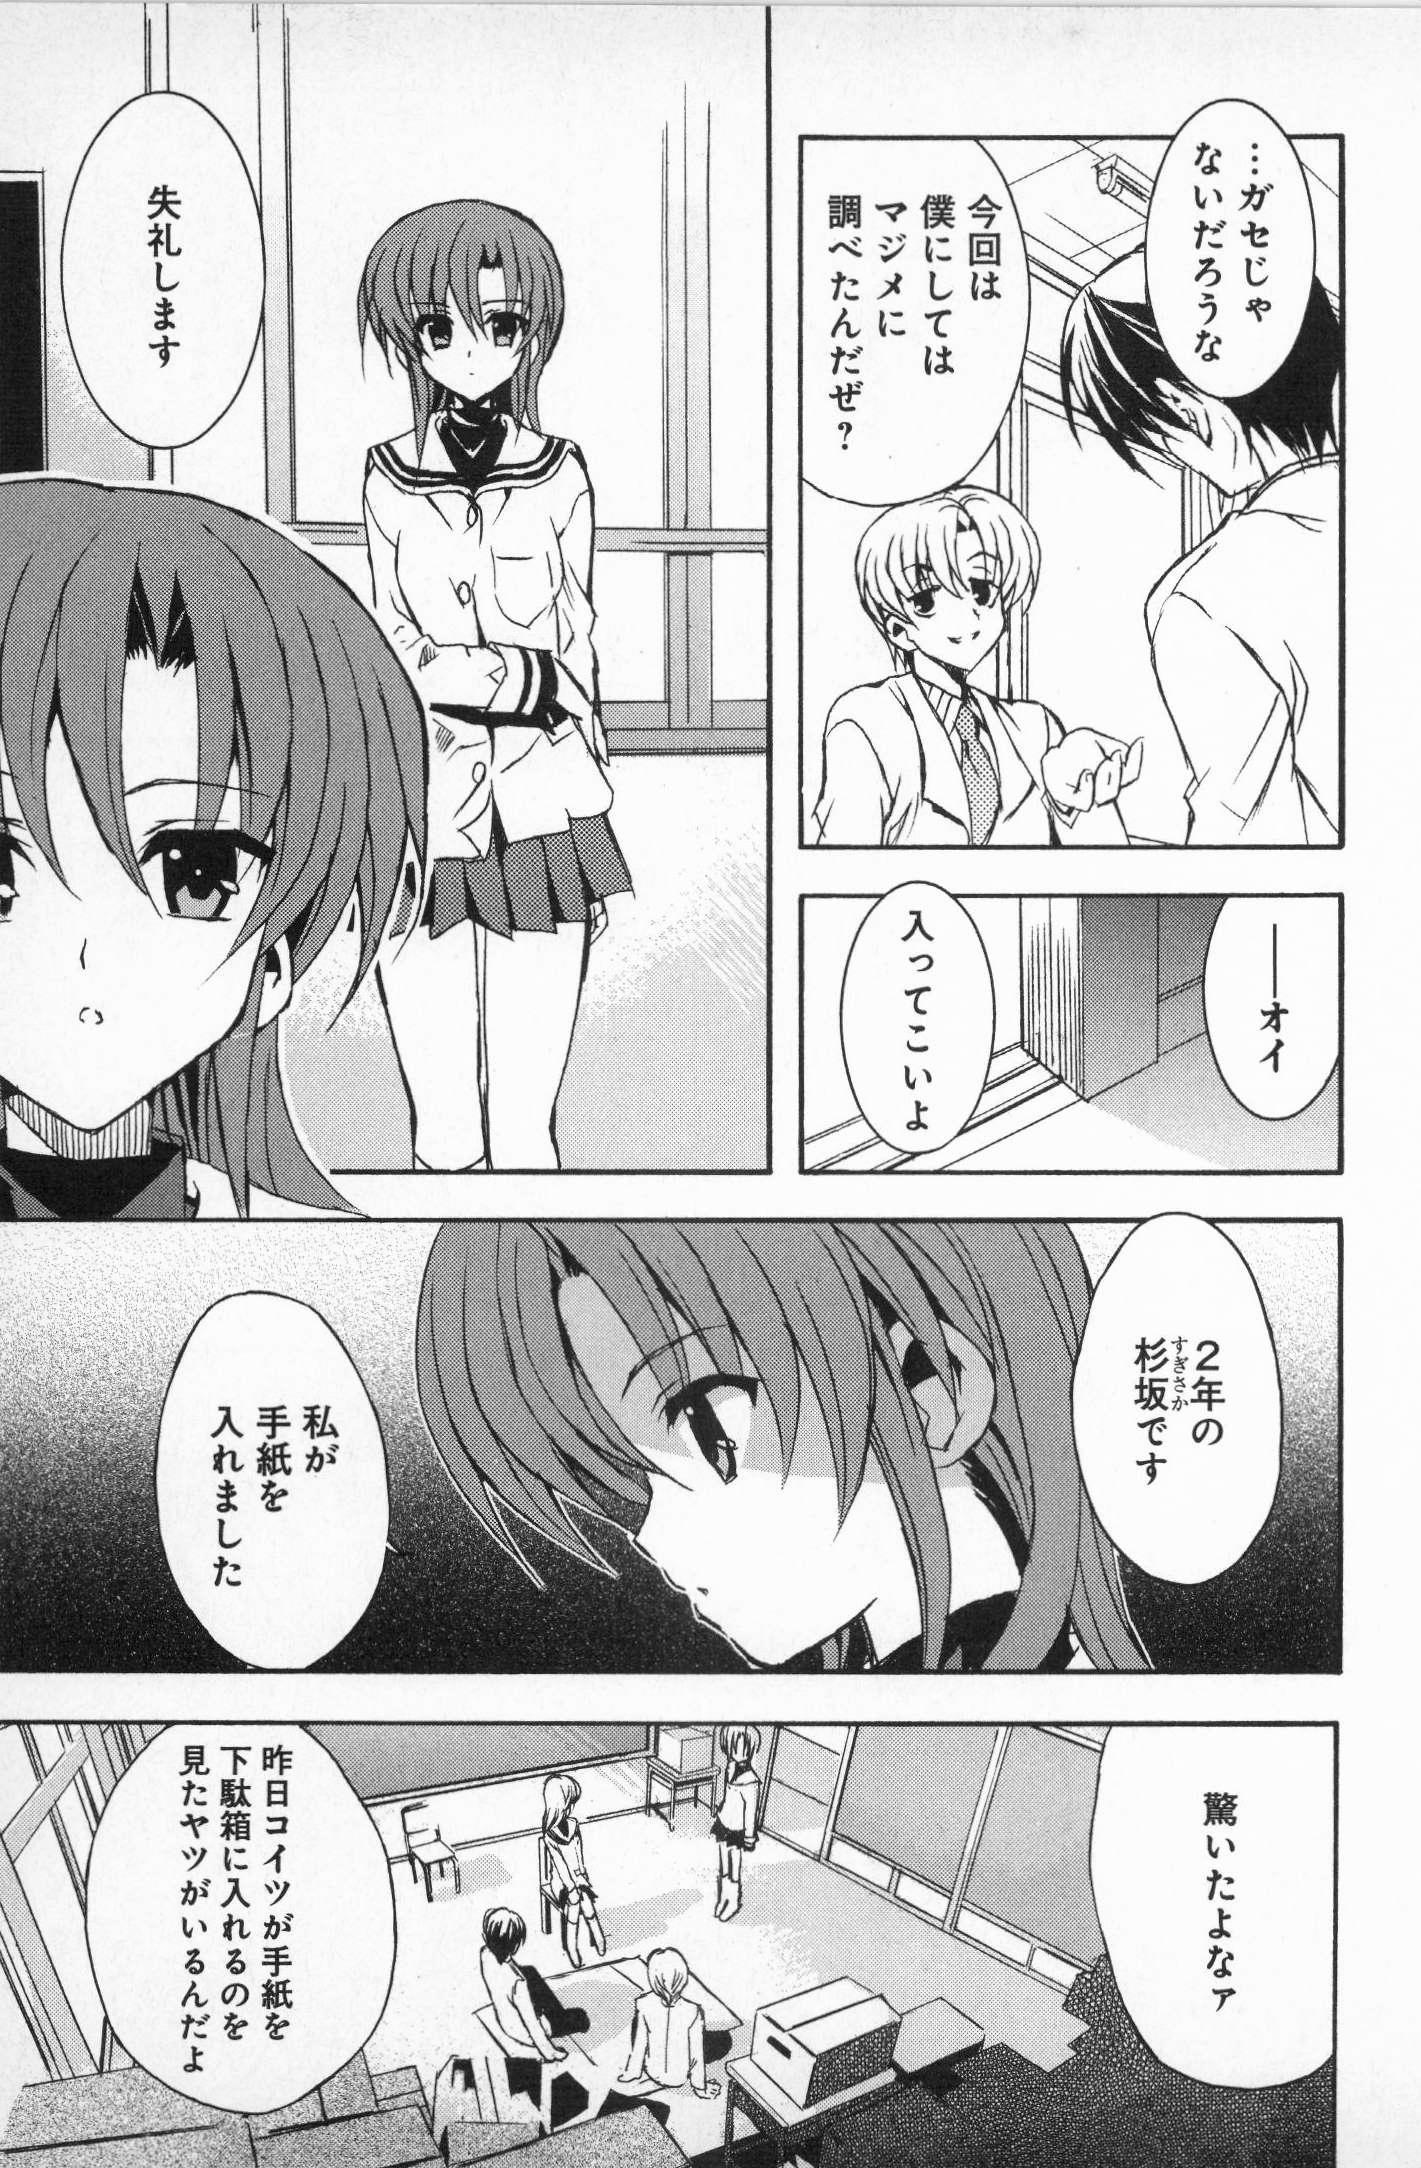 …ガセじゃ
ないだろうな
今回は
僕にしては
マジメに
調べたんだぜ?
――オイ
入ってこいよ
失礼します
2年の
杉坂です
すぎさか
私が
手紙を
入れました
驚いたよなァ
昨日コイツが手紙を
下駄箱に入れるのを
見たヤツがいるんだよ